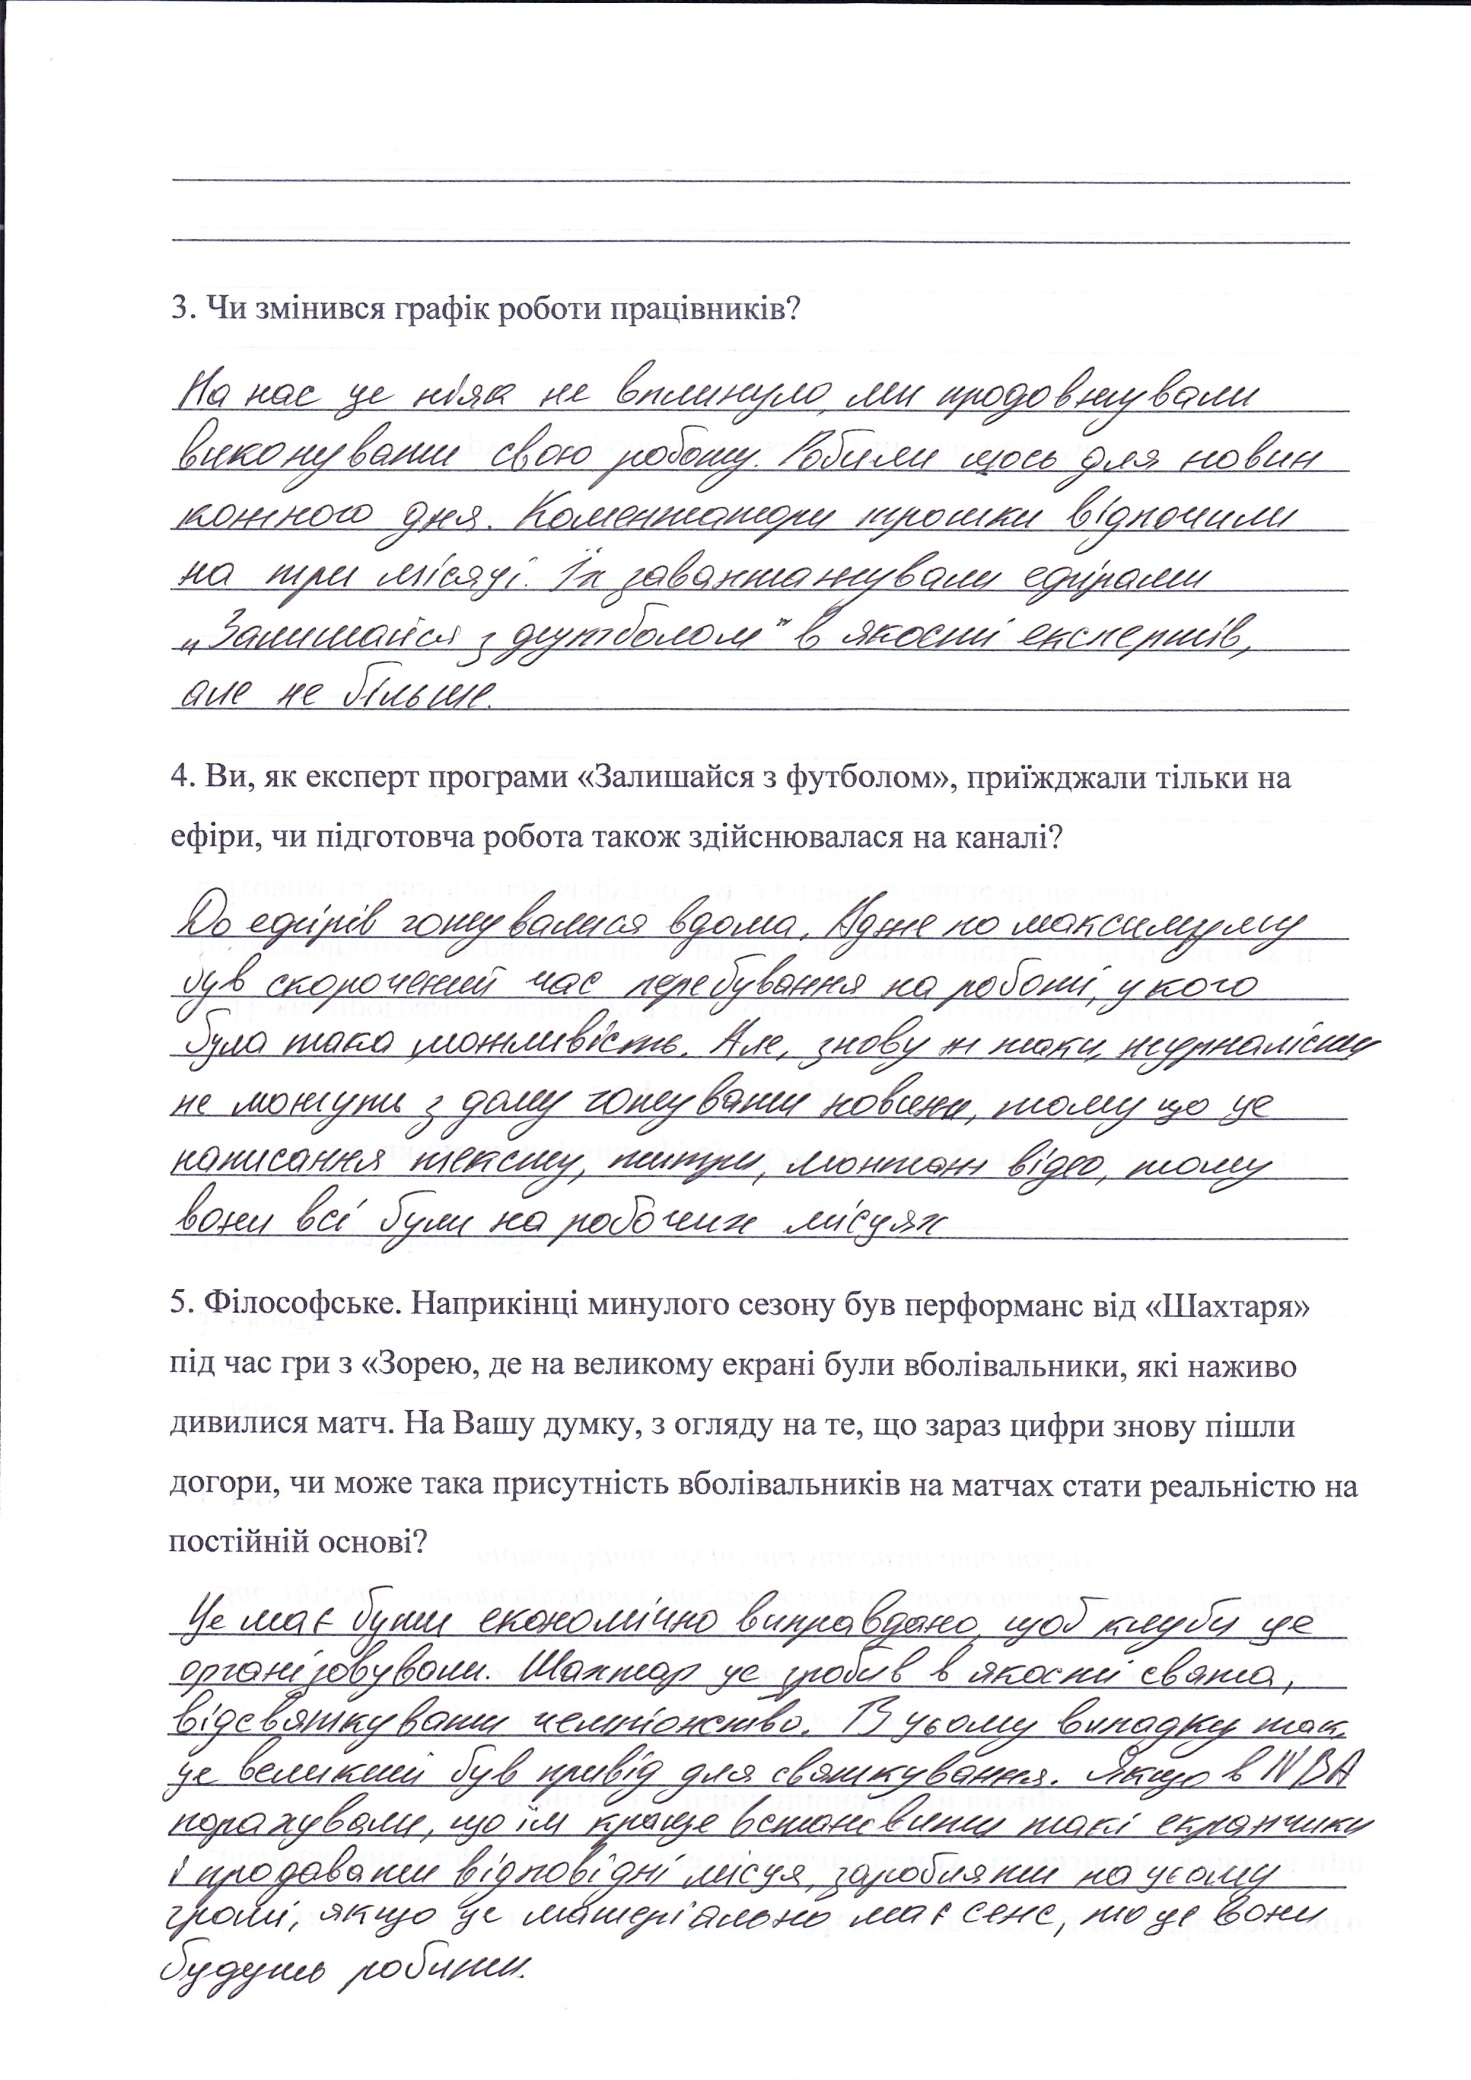 3. Чи змінився графік роботи працівників?
На нас це ніяк не вплинуло, ми продовжували
виконувати свою роботу. Робили щось для новин
кожного дня. Коментатори трошки відпочили
на три місяці. Їх завантажували ефірами
„Залишайся з футболом" в якості експертів,
але не більше.
4. Ви, як експерт програми «Залишайся з футболом», приїжджали тільки на
ефіри, чи підготовча робота також здійснювалася на каналі?
До ефірів готувалися вдома. Адже по максимуму
був скорочений час перебування на роботі, у кого
була така можливість. Але, знову ж таки, журналісти
не можуть з дому готувати новини, тому що це
написання тексту, титри, монтаж відео, тому
вони всі були на робочих місцях
5. Філософське. Наприкінці минулого сезону був перформанс від «Шахтаря»
під час гри з «Зорею, де на великому екрані були вболівальники, які наживо
дивилися матч. На Вашу думку, з огляду на те, що зараз цифри знову пішли
догори, чи може така присутність вболівальників на матчах стати реальністю на
постійній основі?
Це має бути економічно виправдано, щоб клуби це
організовували. Шахтар це зробив в якості свята,
відсвяткувати чемпіонство. В цьому випадку так,
це великий був привід для святкування. Якщо в NBA
порахували, що їм краще встановити такі екранчики
і продавати відповідні місця, заробляти на цьому
гроші, якщо це матеріально має сенс, то це вони
будуть робити.